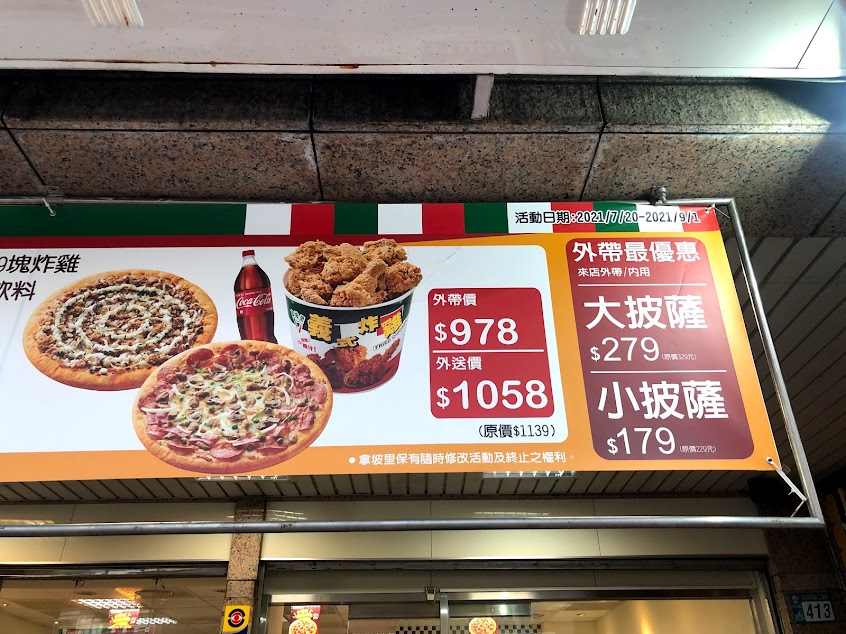 活動日期:2021/7/20-2021/9/1
9塊炸雞
飲料
Coca-Cola
義式炸雞
外帶價
$978
外送價
$1058
(原價$1139)
●拿坡里保有隨時修改活動及終止之權利。
外帶最優惠
來店外帶/內用
大披薩
$279 (原價329元)
小披薩
$179 (原價229元)
413